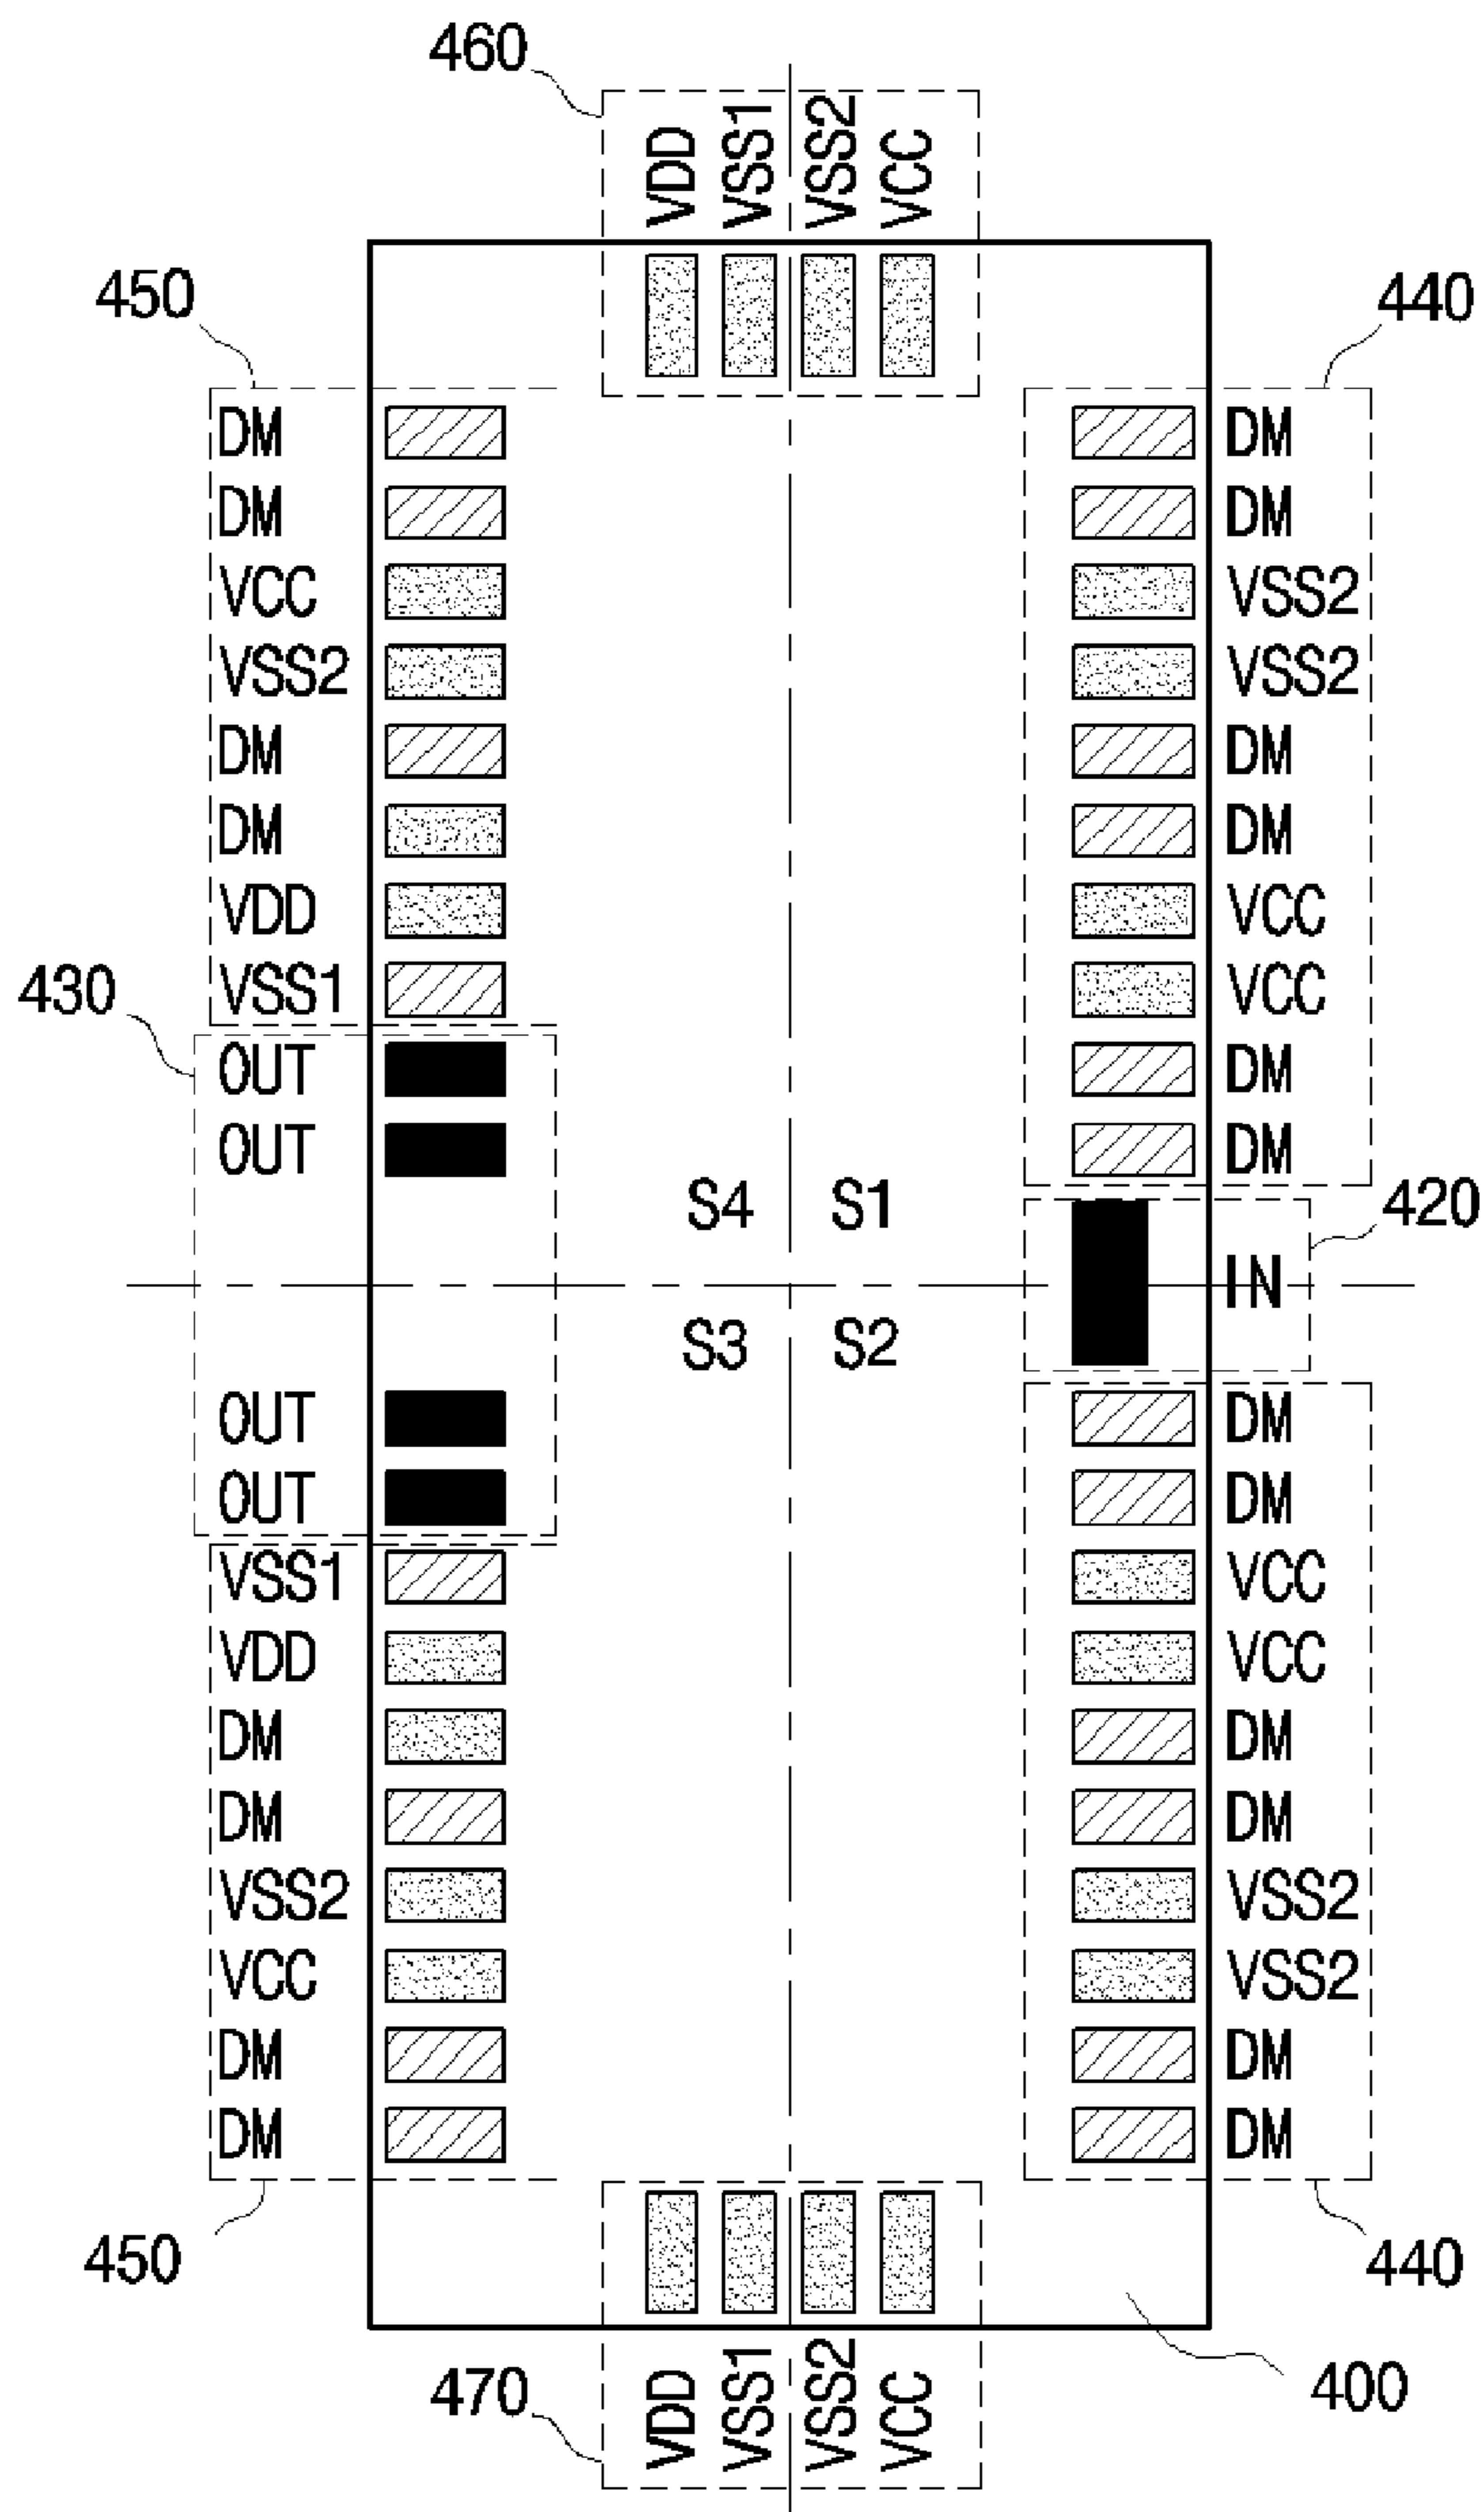 460
VDD VSS1 VSS2 VCC
450 440
DM DM
DM DM
VCC VSS2
VSS2 VSS2
DM DM
DM DM
VDD VCC
430 VSS1 VCC
OUT DM
OUT DM
S4 S1 420
IN
S3 S2
OUT DM
OUT DM
VSS1 VCC
VDD VCC
DM DM
DM DM
VSS2 VSS2
VCC VSS2
DM DM
DM DM
450 440
VDD VSS1 VSS2 VCC
470 400